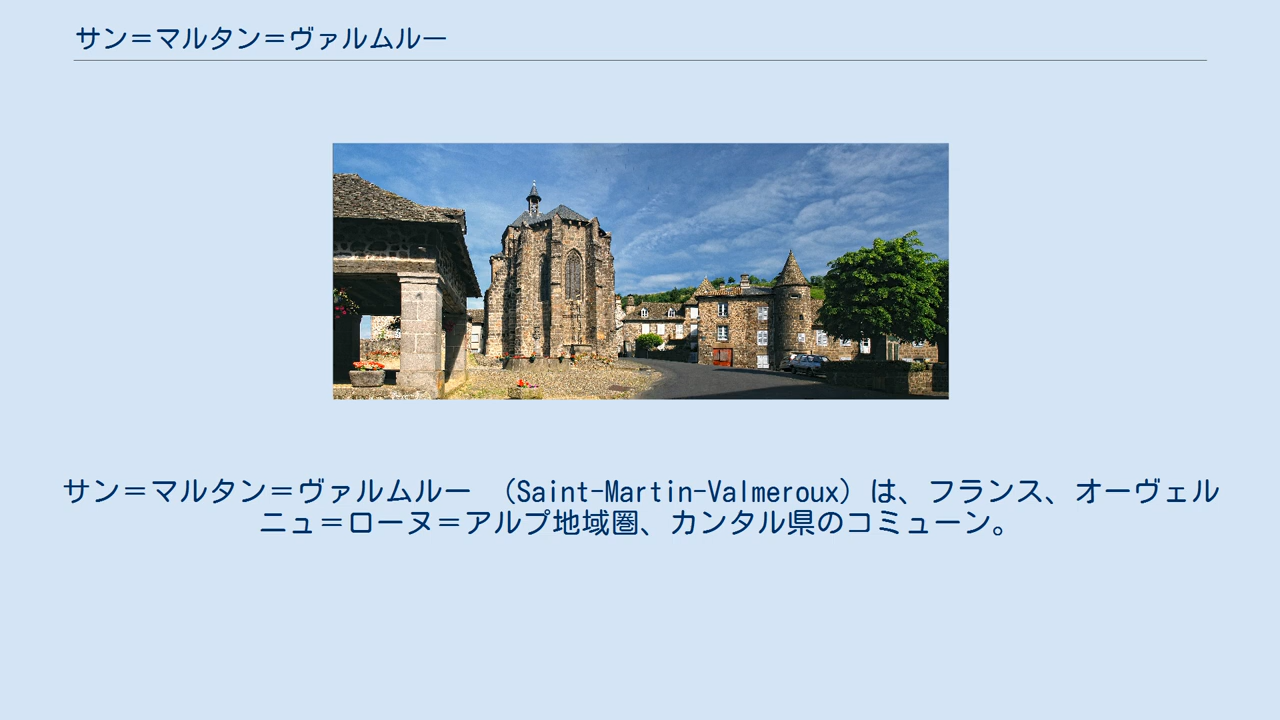 サン＝マルタン＝ヴァルムルー
サン＝マルタン＝ヴァルムルー　（Saint-Martin-Valmeroux）は、フランス、オーヴェル
ニュ＝ローヌ＝アルプ地域圏、カンタル県のコミューン。